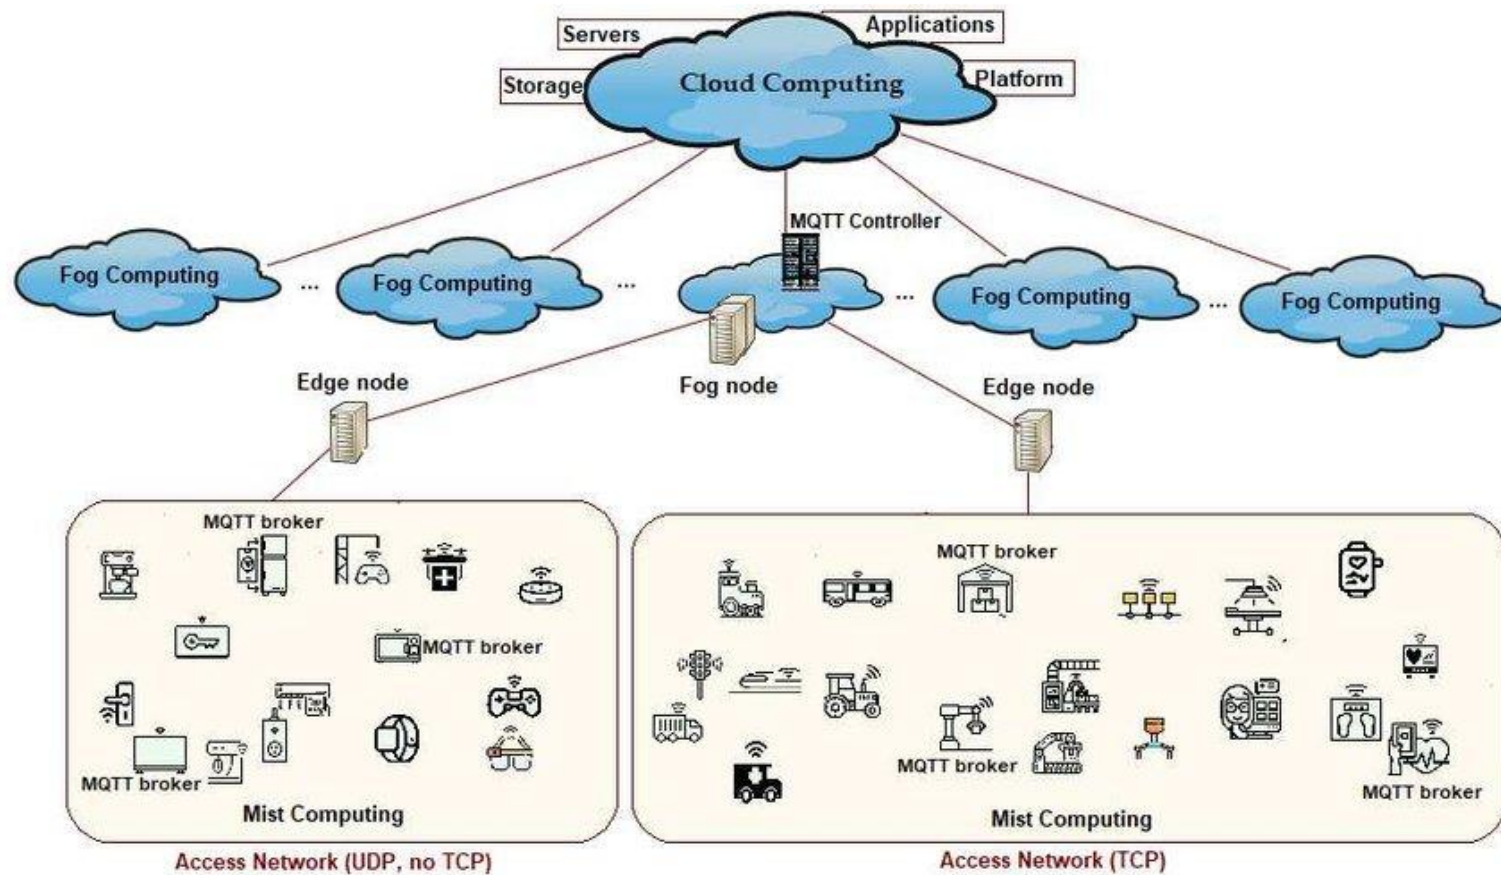 Applications
Servers
Cloud Computing
Storage
Platform
MQTT Controller
Fog Computing
...
Fog Computing
...
...
Fog Computing
...
Fog Computing
Edge node
Fog node
Edge node
MQTT broker
MQTT broker
MQTT broker
Mist Computing
Access Network (UDP, no TCP)
MQTT broker
MQTT broker
MQTT broker
Mist Computing
Access Network (TCP)